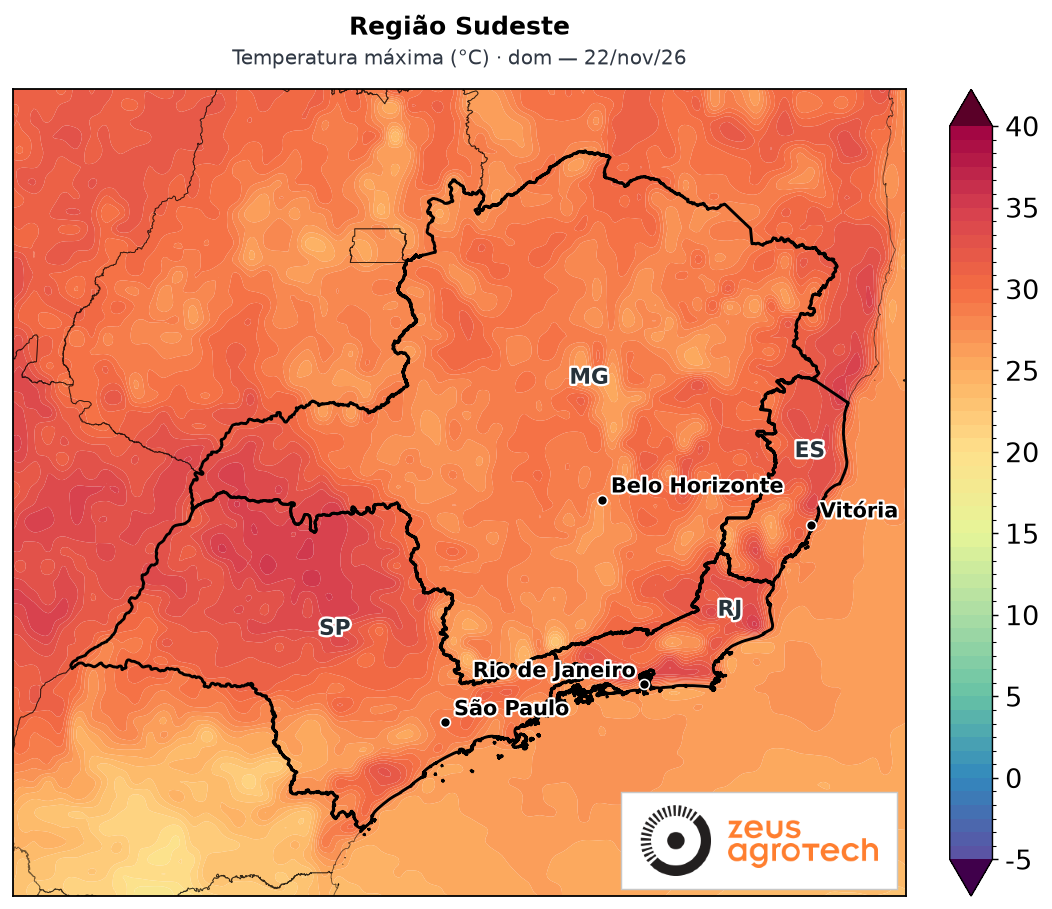 Região Sudeste
Temperatura máxima (°C) · dom — 22/nov/26
40
35
30
25
20
15
10
5
0
-5
MG
ES
Belo Horizonte
Vitória
RJ
SP
Rio de Janeiro
São Paulo
zeus
agrotech